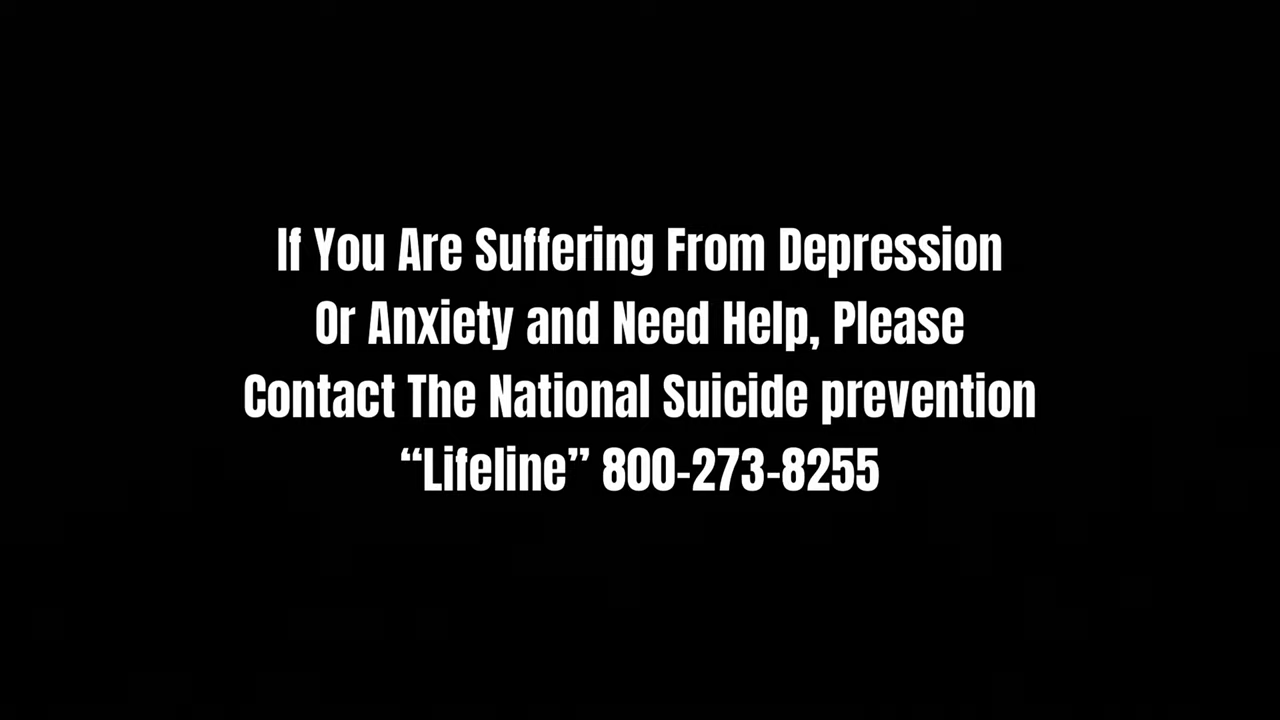 If You Are Suffering From Depression
Or Anxiety and Need Help, Please
Contact The National Suicide prevention
“Lifeline” 800-273-8255